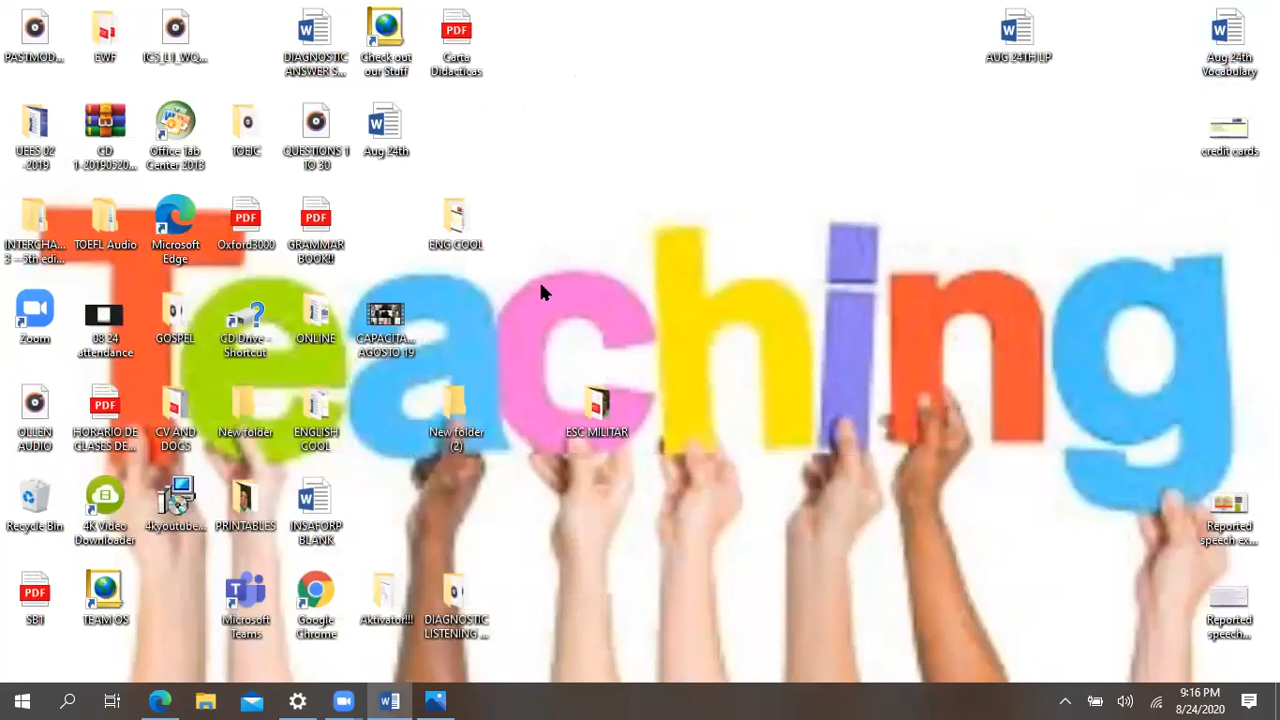 PASTMOD...
EWF
IC5_L I_WQ...
DIAGNOSTIC
ANSWER S...
Check out
our Stuff
PDF
Carta
Didacticas
AUG 24TH LP
Aug 24th
Vocabulary
UEES 02
-2019
CD
1-20190520...
Office Tab
Center 2013
TOEIC
QUESTIONS 1
TO 30
Aug 24th
credit cards
INTERCHA...
3 --5th edi...
TOEFL Audio
Microsoft
Edge
PDF
Oxford3000
PDF
GRAMMAR
BOOK!!
ENG COOL
Teaching
Zoom
08 24
attendance
GOSPEL
CD Drive -
Shortcut
ONLINE
CAPACITA...
AGOSTO 19
OLLEN
AUDIO
PDF
HORARIO DE
CLASES DE...
CV AND
DOCS
New folder
ENGLISH
COOL
New folder
(2)
ESC MILITAR
Recycle Bin
4K Video
Downloader
4kyoutube...
PRINTABLES
INSAFORP
BLANK
Reported
speech ex...
PDF
SB1
TEAM OS
Microsoft
Teams
Google
Chrome
Aktivator!!!
DIAGNOSTIC
LISTENING ...
Reported
speech...
9:16 PM
8/24/2020